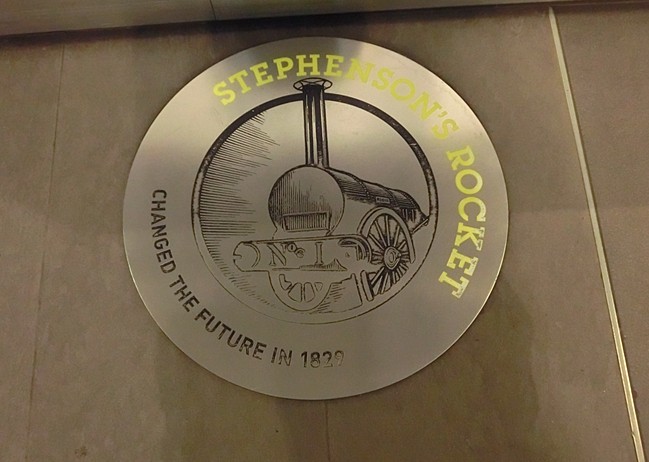 STEPHENSON'S ROCKET
No. 1
CHANGED THE FUTURE IN 1829